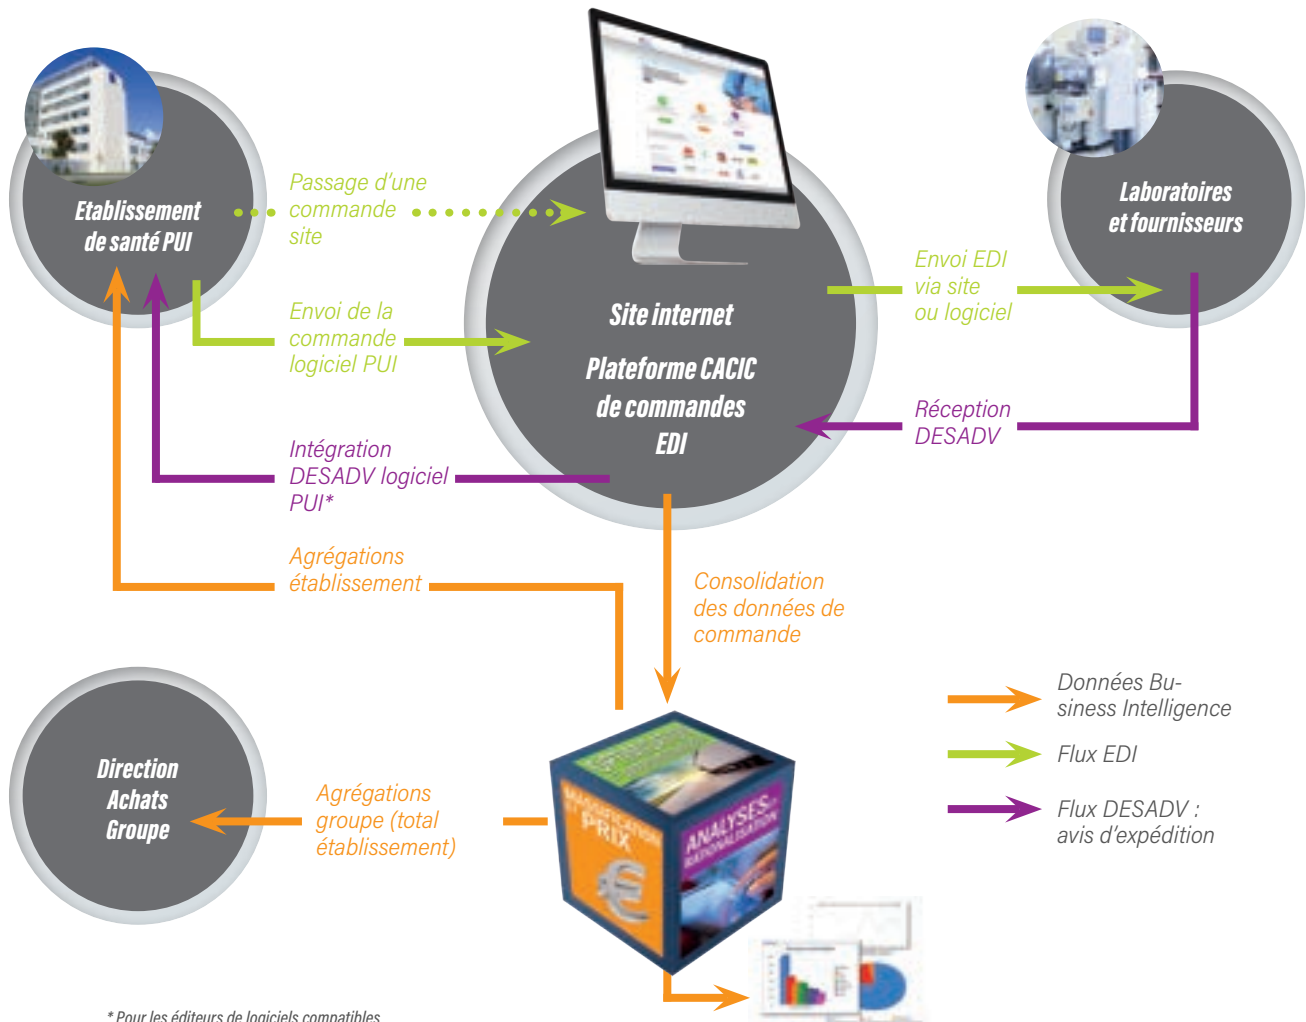 Etablissement
de santé PUI
Passage d'une
commande
site
Envoi de la
commande
logiciel PUI
Intégration
DESADV logiciel
PUI*
Agrégations
établissement
Site internet
Plateforme CACIC
de commandes
EDI
Envoi EDI
via site
ou logiciel
Réception
DESADV
Laboratoires
et fournisseurs
Consolidation
des données de
commande
Direction
Achats
Groupe
Agrégations
groupe (total
établissement)
MASSIFICATION
PRIX
€
ANALYSES
RATIONALISATION
Données Bu-
siness Intelligence
Flux EDI
Flux DESADV :
avis d'expédition
* Pour les éditeurs de logiciels compatibles